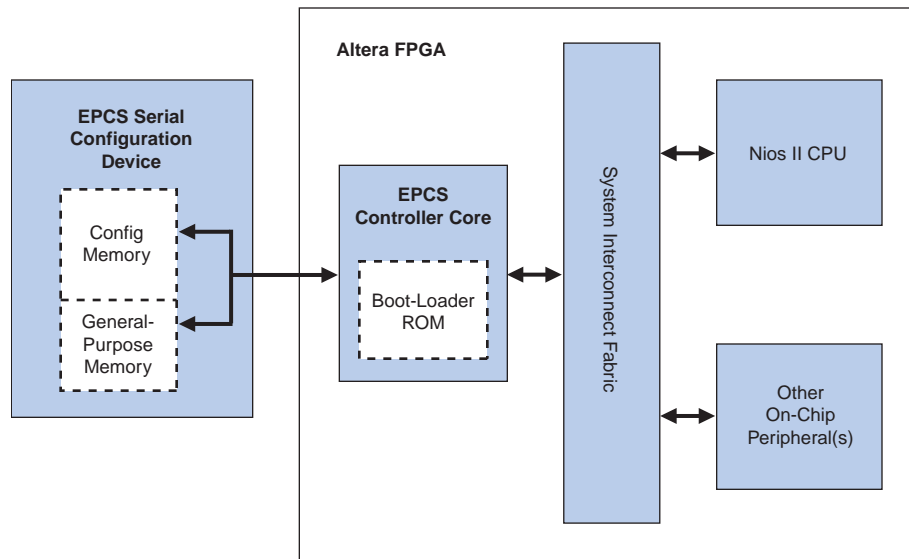 Altera FPGA
EPCS Serial
Configuration
Device
Config
Memory
General-
Purpose
Memory
EPCS
Controller Core
Boot-Loader
ROM
System Interconnect Fabric
Nios II CPU
Other
On-Chip
Peripheral(s)